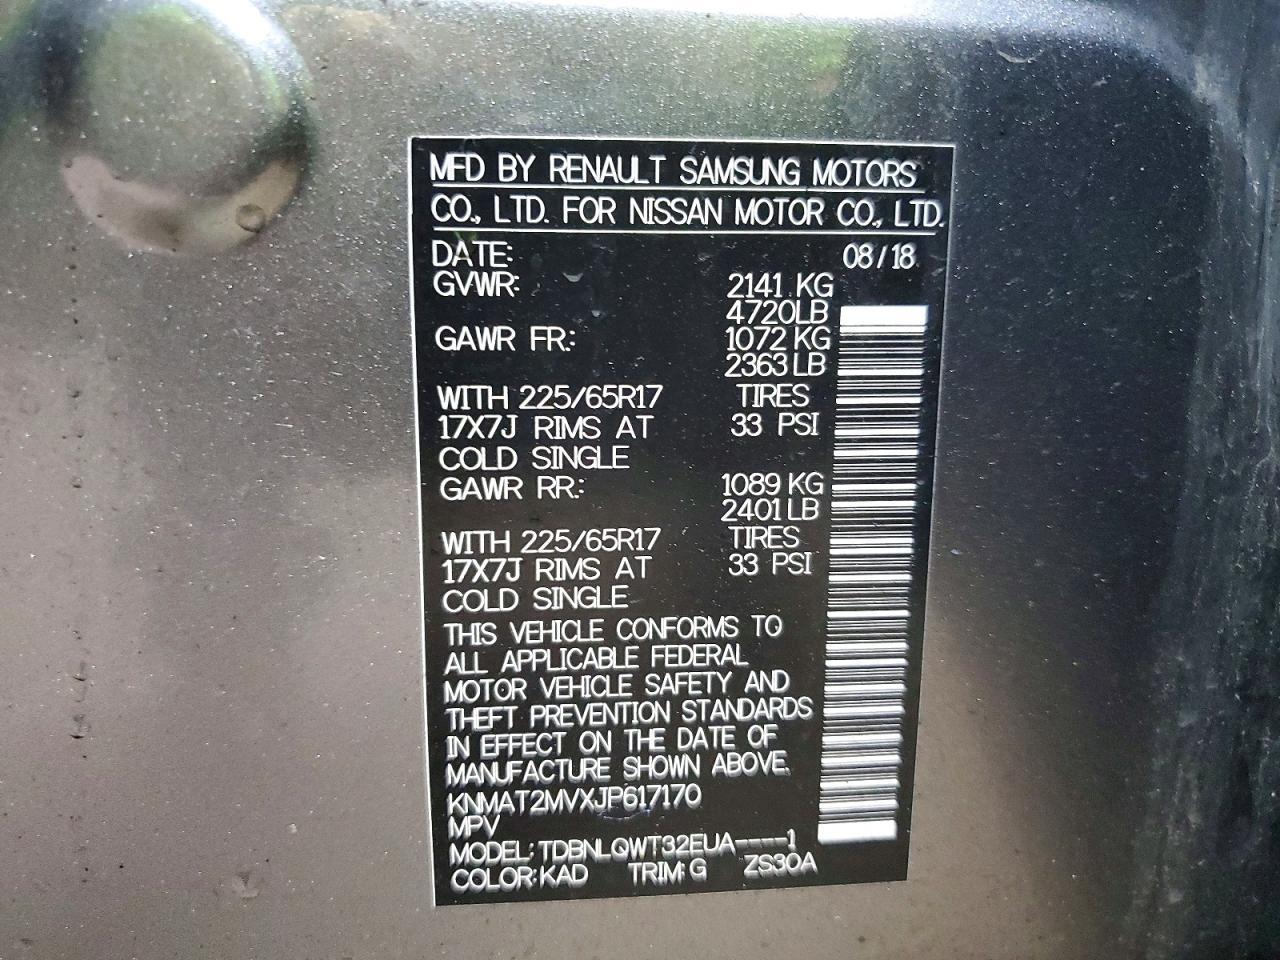 MFD BY RENAULT SAMSUNG MOTORS
CO., LTD. FOR NISSAN MOTOR CO., LTD.
DATE: 08/18
GVWR: 2141 KG
4720LB
GAWR FR.: 1072 KG
2363 LB
WITH 225/65R17 TIRES
17X7J RIMS AT 33 PSI
COLD SINGLE
GAWR RR.: 1089 KG
2401 LB
WITH 225/65R17 TIRES
17X7J RIMS AT 33 PSI
COLD SINGLE
THIS VEHICLE CONFORMS TO
ALL APPLICABLE FEDERAL
MOTOR VEHICLE SAFETY AND
THEFT PREVENTION STANDARDS
IN EFFECT ON THE DATE OF
MANUFACTURE SHOWN ABOVE.
KNMAT2MVXJP617170
MPV
MODEL: TDBNLQWT32EUA----1
COLOR: KAD TRIM: G ZS30A